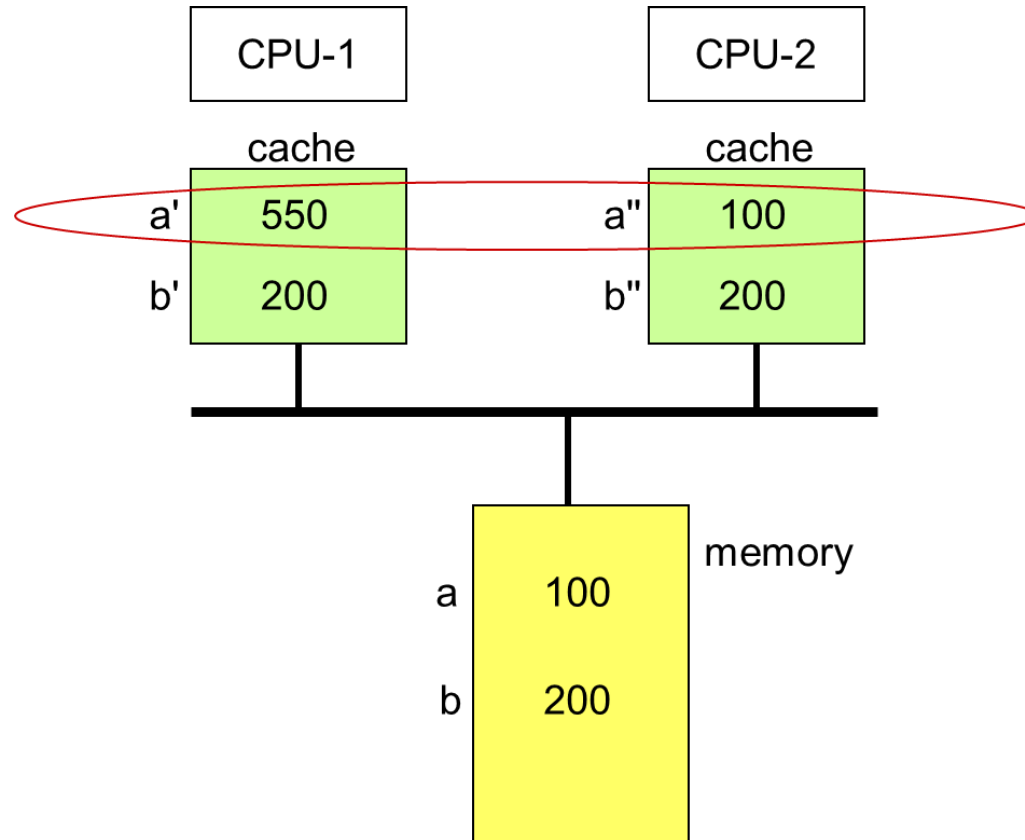 CPU-1 CPU-2
cache cache
a' 550 a" 100
b' 200 b" 200
memory
a 100
b 200